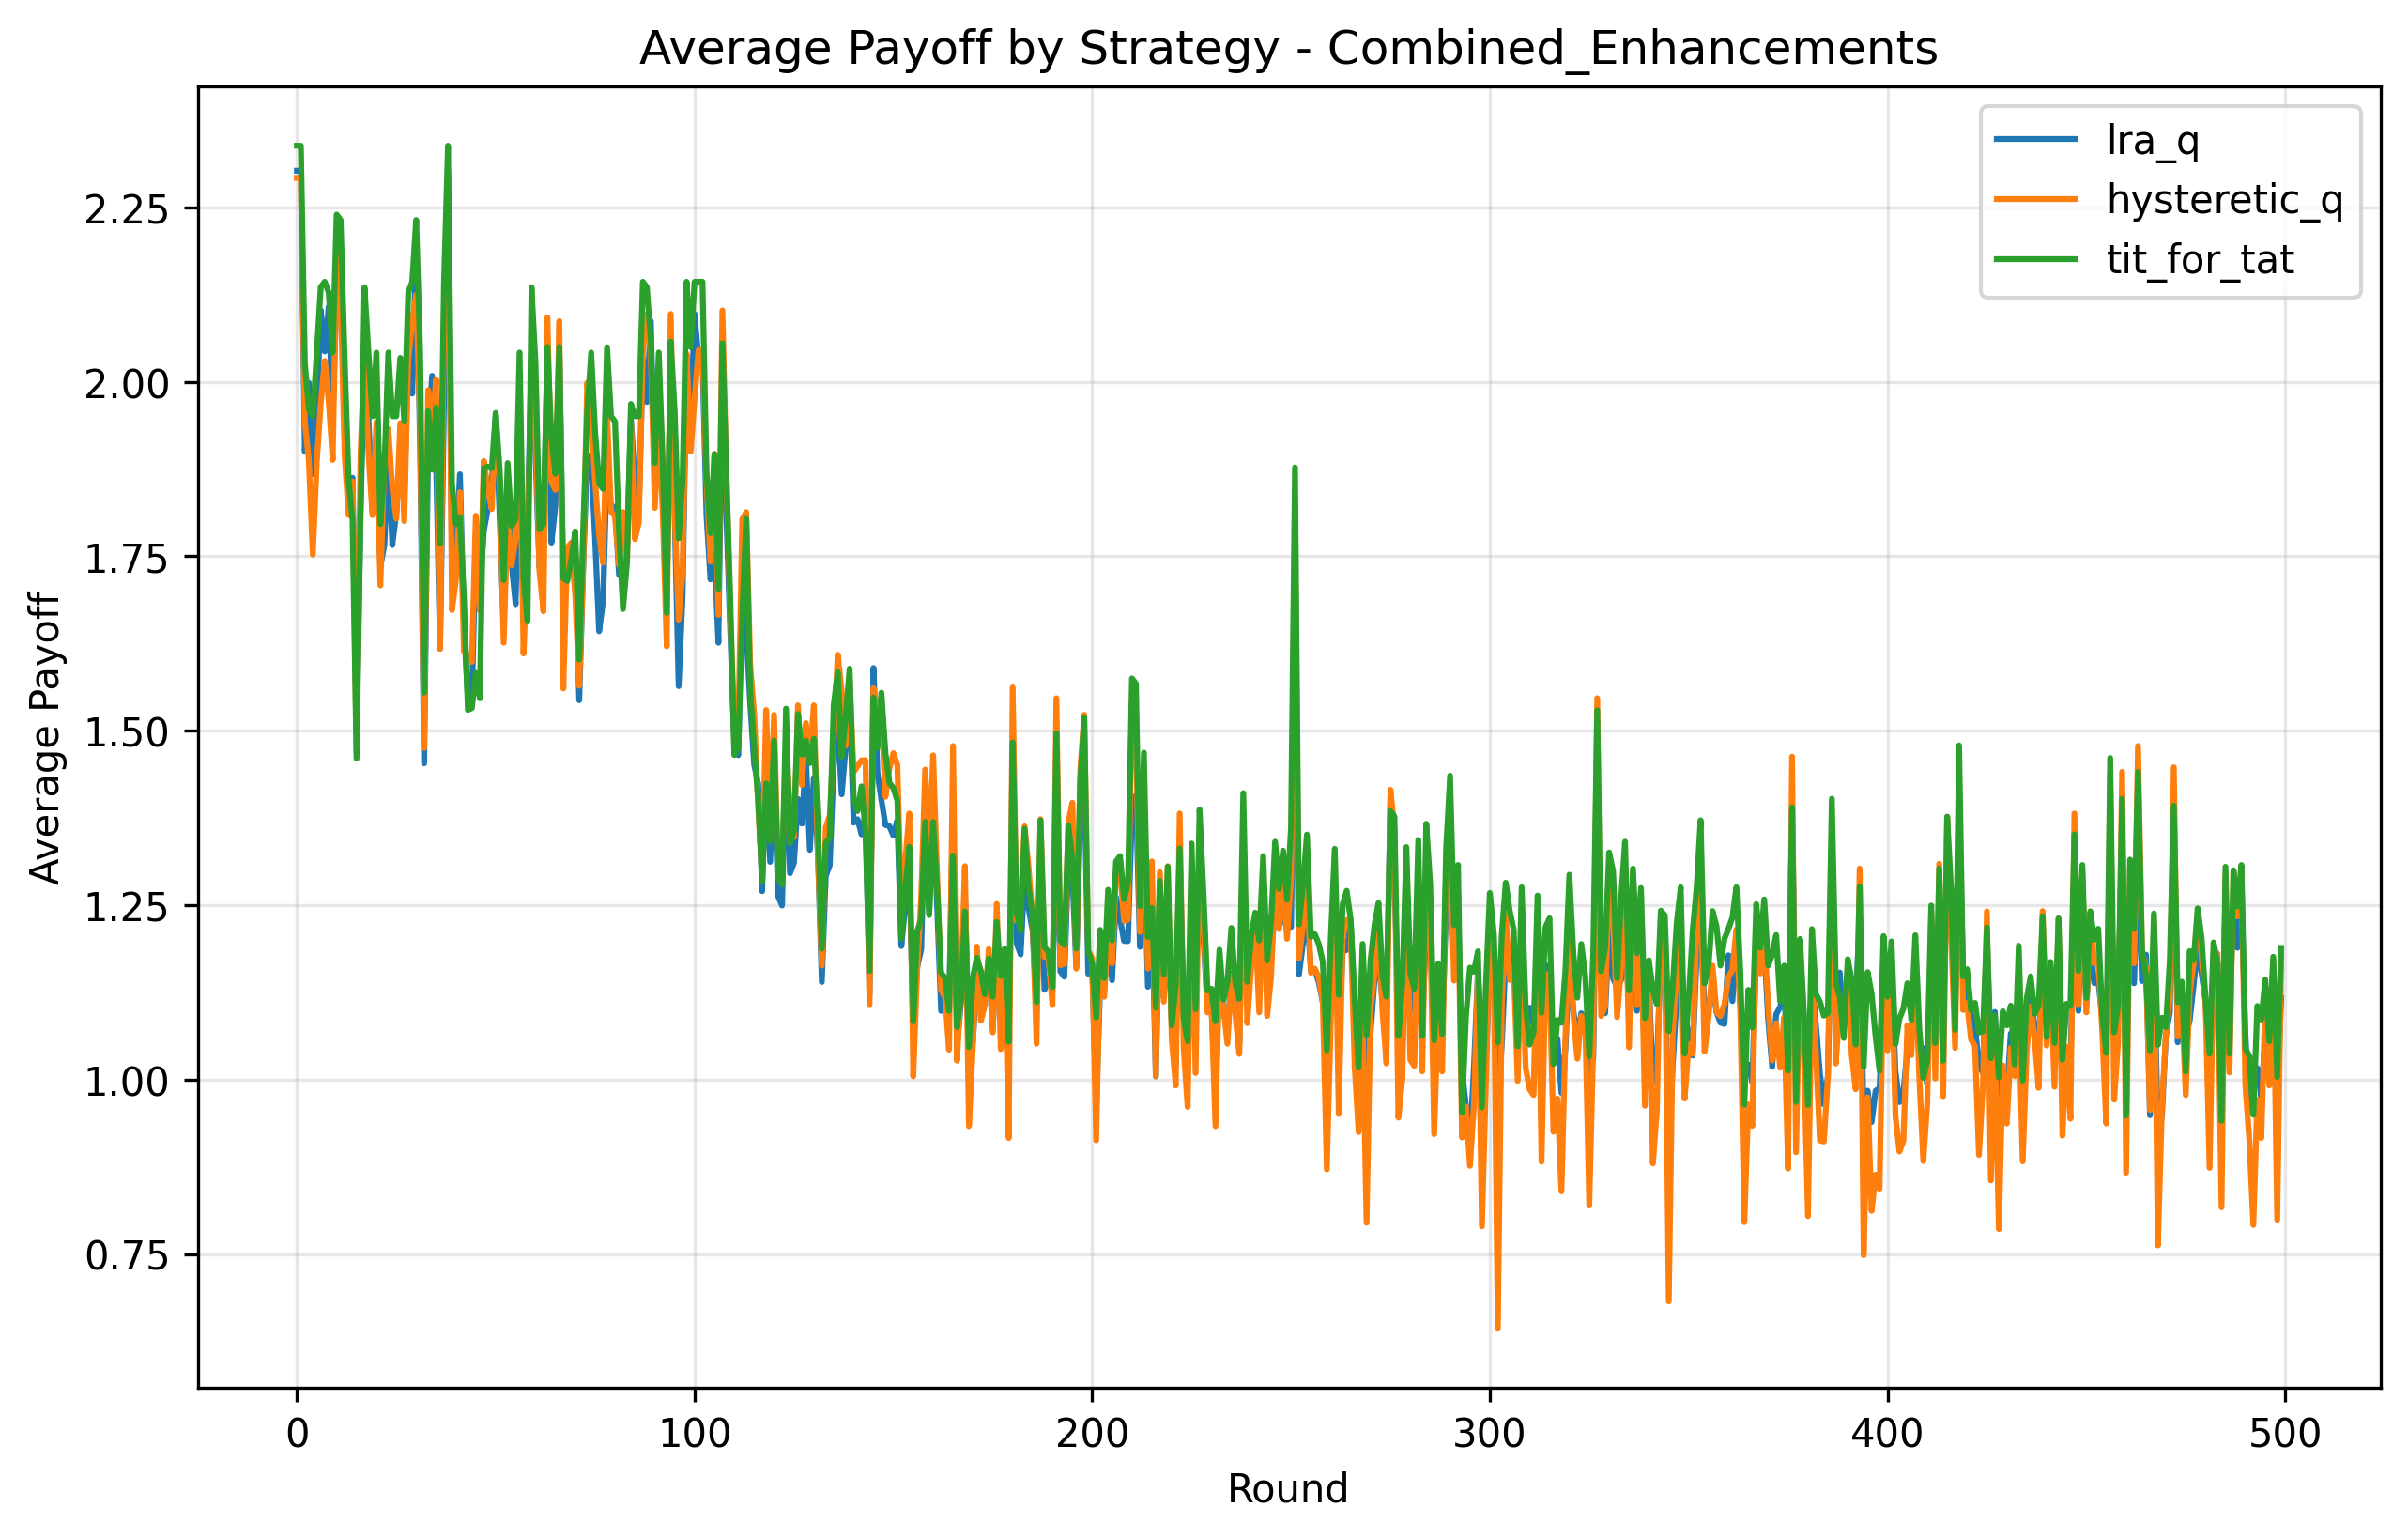 Average Payoff by Strategy - Combined_Enhancements
lra_q
hysteretic_q
tit_for_tat
Average Payoff
2.25
2.00
1.75
1.50
1.25
1.00
0.75
0
100
200
300
400
500
Round